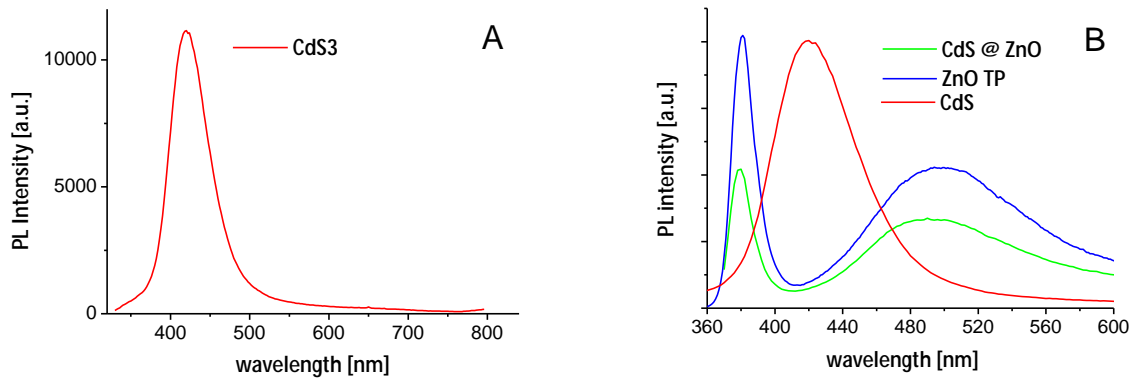 A
CdS3
PL Intensity [a.u.]
10000
5000
0
400 500 600 700 800
wavelength [nm]
B
CdS @ ZnO
ZnO TP
CdS
PL intensity [a.u.]
360 400 440 480 520 560 600
wavelength [nm]